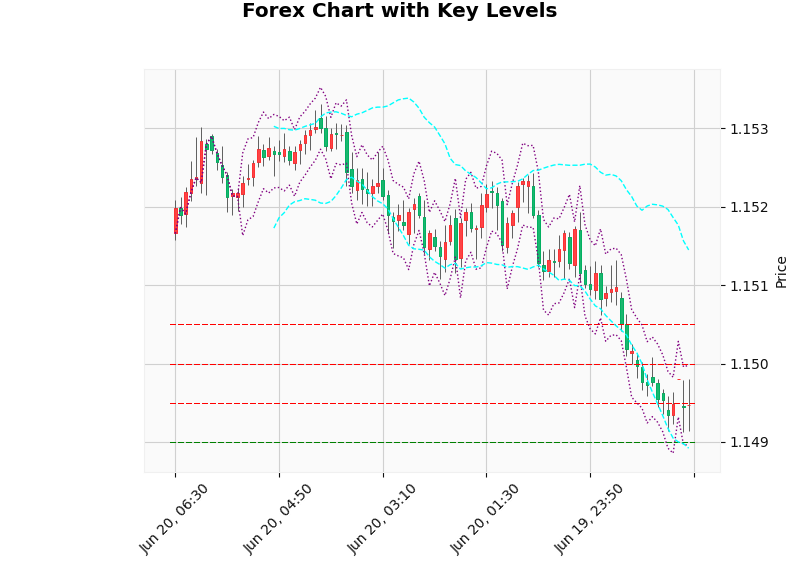 Forex Chart with Key Levels
1.153
1.152
1.151
1.150
1.149
Price
Jun 20, 06:30
Jun 20, 04:50
Jun 20, 03:10
Jun 20, 01:30
Jun 19, 23:50